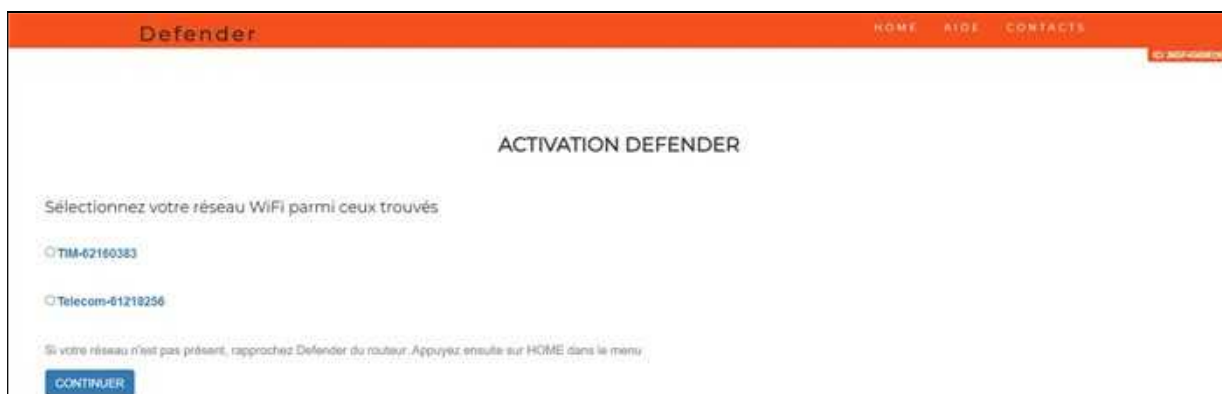 Defender
HOME AIDE CONTACTS
ACTIVATION DEFENDER
Sélectionnez votre réseau WiFi parmi ceux trouvés
TIM-62160383
Telecom-61218256
Si votre réseau n'est pas présent, rapprochez Defender du routeur. Appuyez ensuite sur HOME dans le menu
CONTINUER